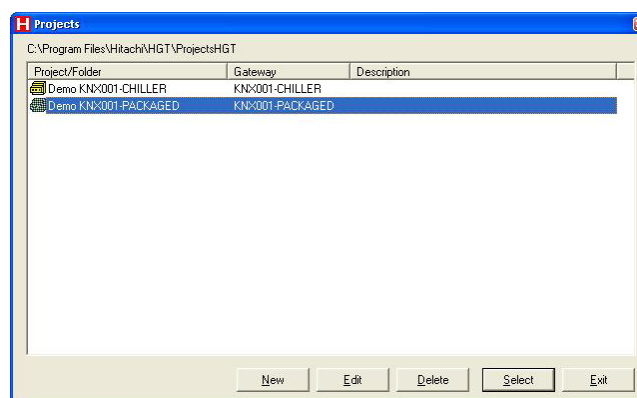 H Projects
C:\Program Files\Hitachi\HGT\ProjectsHGT
Project/Folder Gateway Description
Demo KNX001-CHILLER KNX001-CHILLER
Demo KNX001-PACKAGED KNX001-PACKAGED
New Edit Delete Select Exit